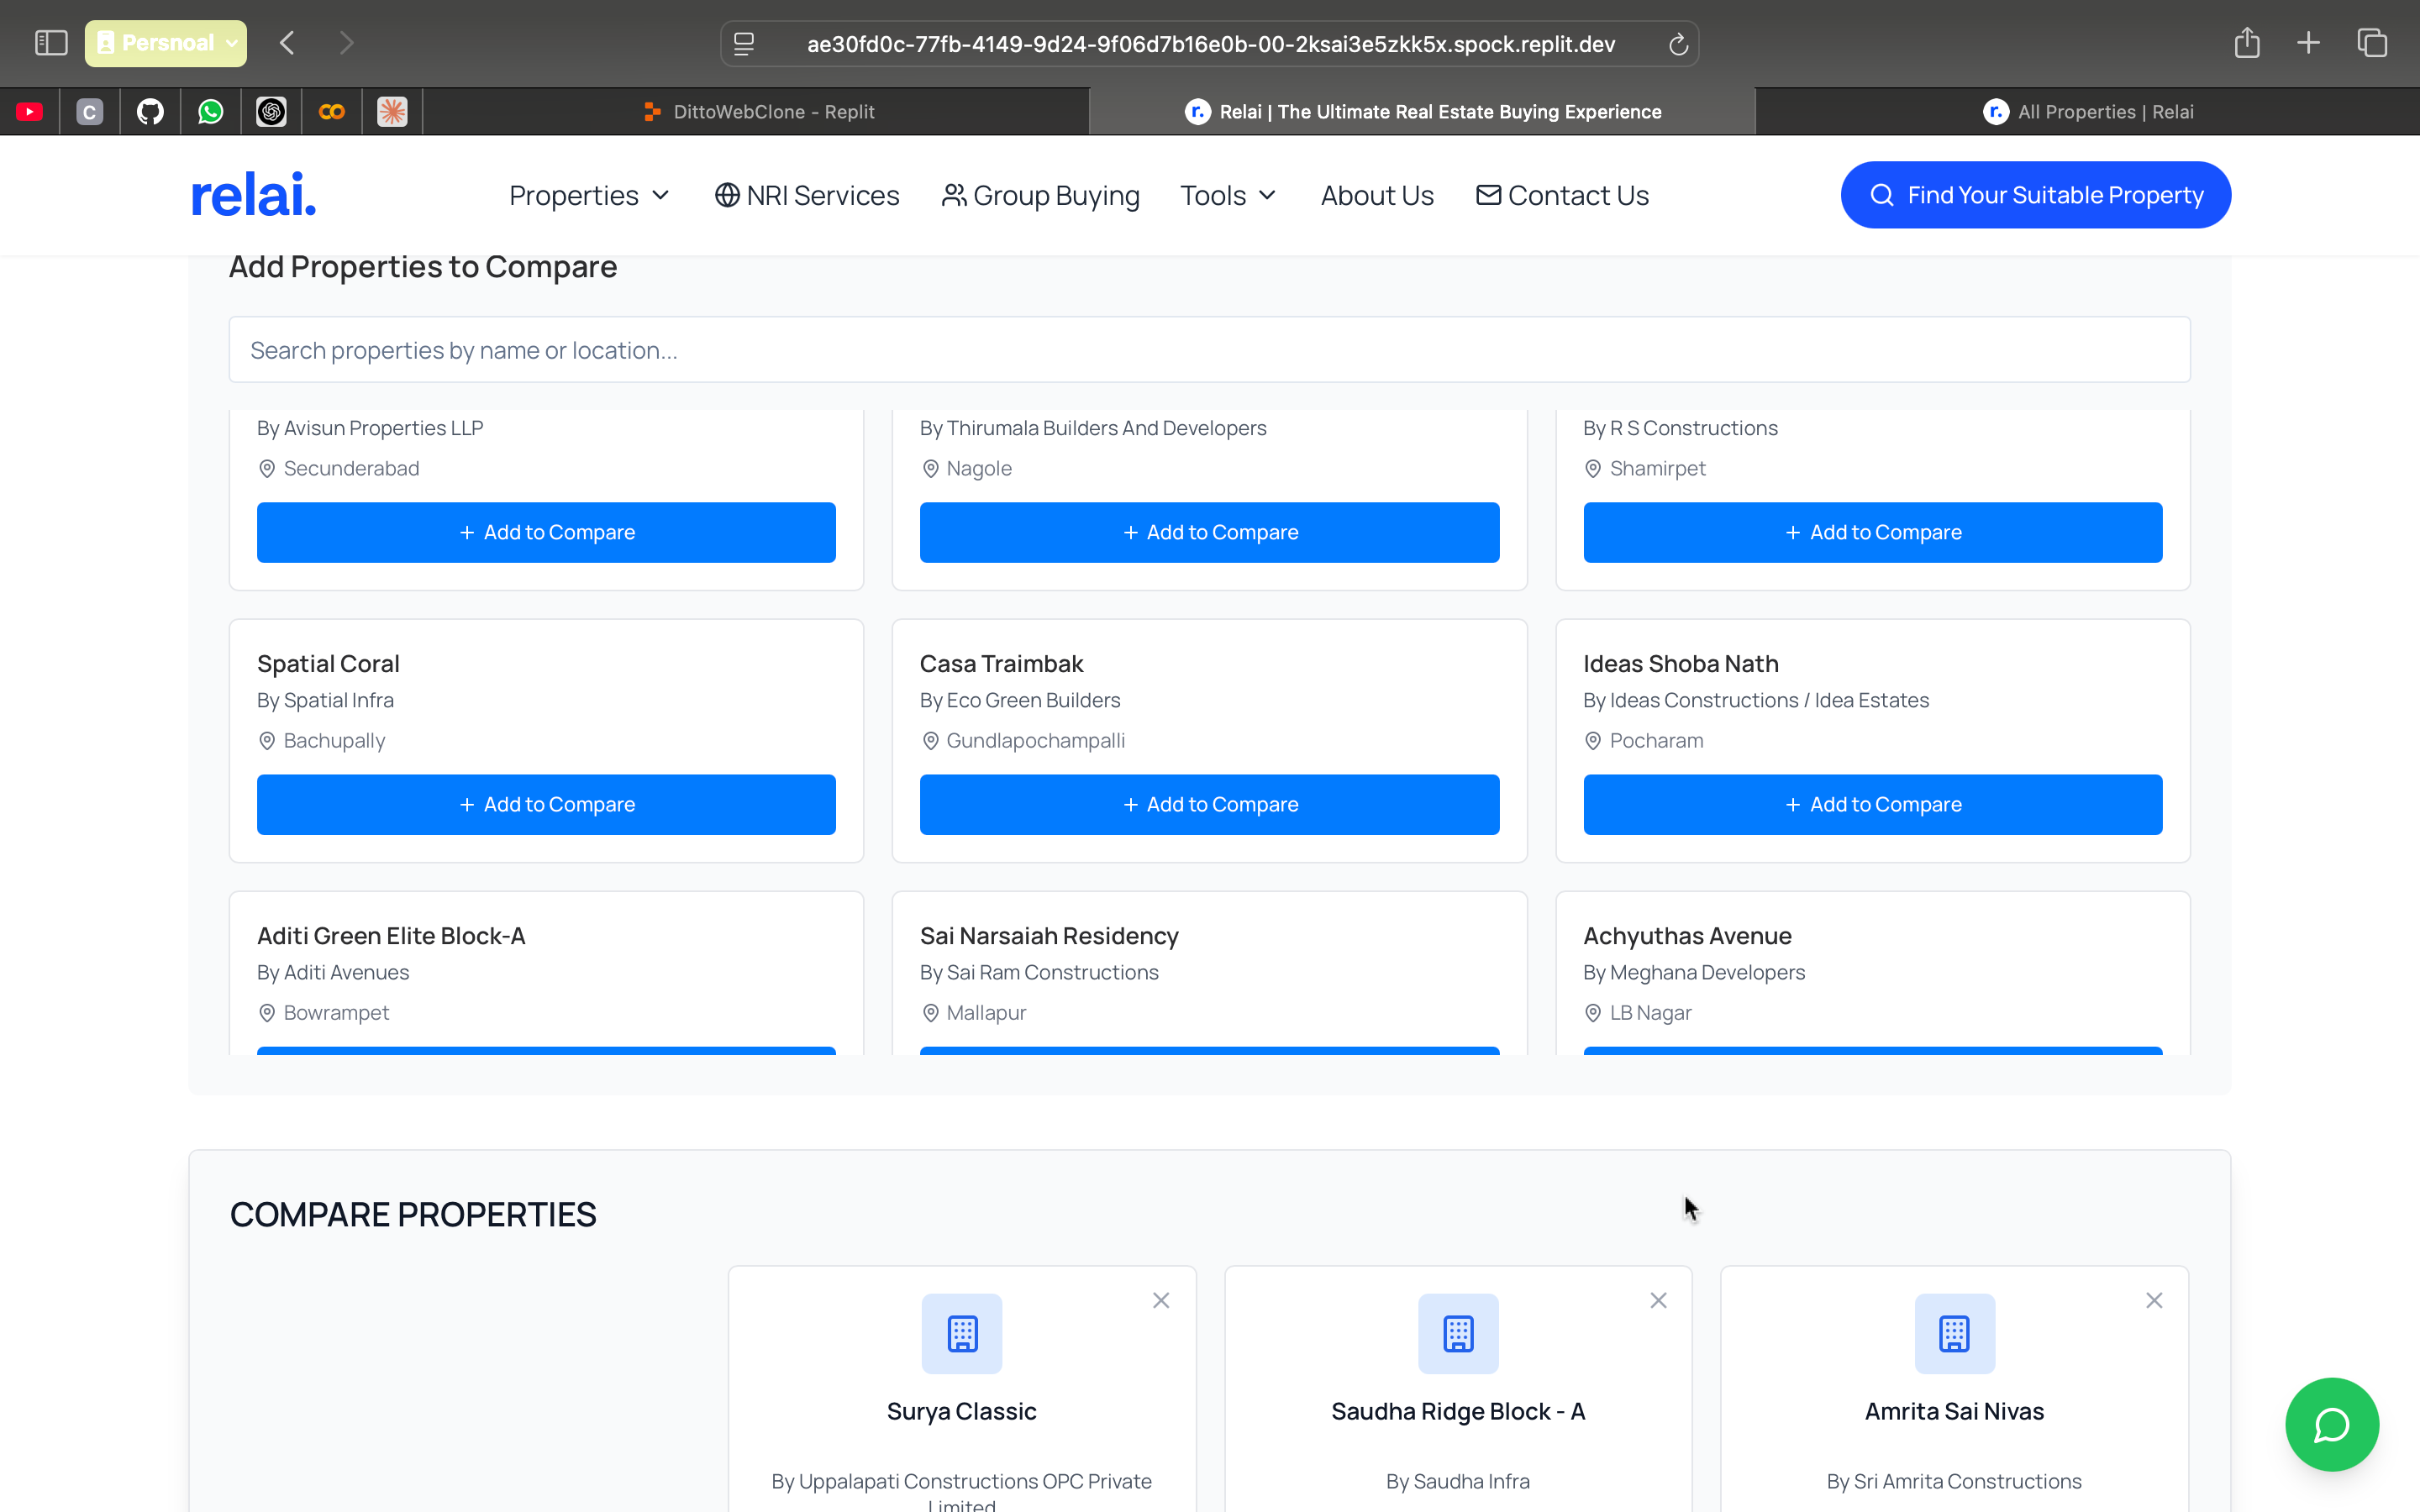 Persnoal
ae30fd0c-77fb-4149-9d24-9f06d7b16e0b-00-2ksai3e5zkk5x.spock.replit.dev
C
DittoWebClone - Replit
r. Relai | The Ultimate Real Estate Buying Experience
r. All Properties | Relai
relai.
Properties
NRI Services
Group Buying
Tools
About Us
Contact Us
Find Your Suitable Property
Add Properties to Compare
Search properties by name or location...
By Avisun Properties LLP
Secunderabad
+ Add to Compare
By Thirumala Builders And Developers
Nagole
+ Add to Compare
By R S Constructions
Shamirpet
+ Add to Compare
Spatial Coral
By Spatial Infra
Bachupally
+ Add to Compare
Casa Traimbak
By Eco Green Builders
Gundlapochampalli
+ Add to Compare
Ideas Shoba Nath
By Ideas Constructions / Idea Estates
Pocharam
+ Add to Compare
Aditi Green Elite Block-A
By Aditi Avenues
Bowrampet
Sai Narsaiah Residency
By Sai Ram Constructions
Mallapur
Achyuthas Avenue
By Meghana Developers
LB Nagar
COMPARE PROPERTIES
Surya Classic
By Uppalapati Constructions OPC Private
Limited
Saudha Ridge Block - A
By Saudha Infra
Amrita Sai Nivas
By Sri Amrita Constructions